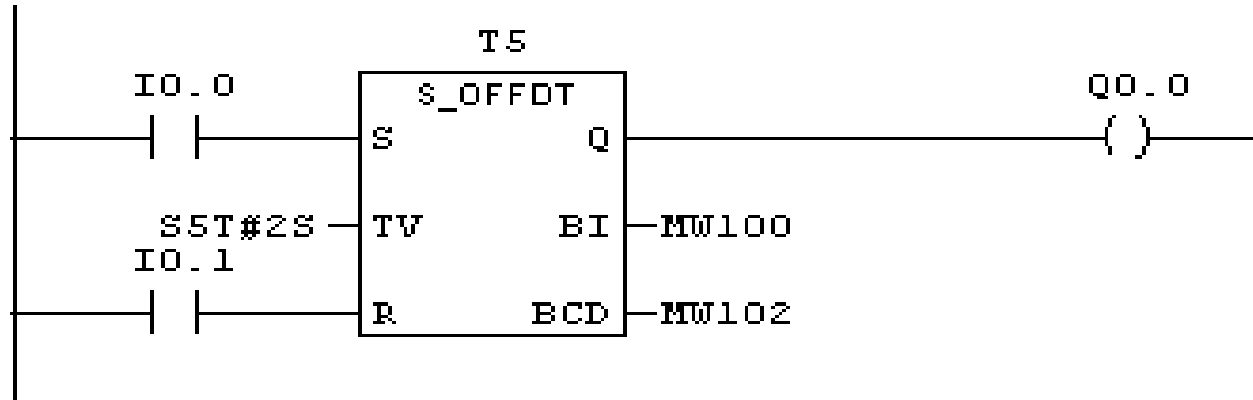 T5
I0.0
S_OFFDT
Q0.0
S Q
S5T#2S TV BI MW100
I0.1
R BCD MW102